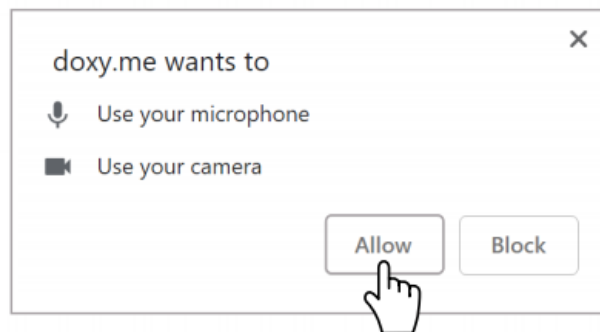 doxy.me wants to
Use your microphone
Use your camera
Allow
Block